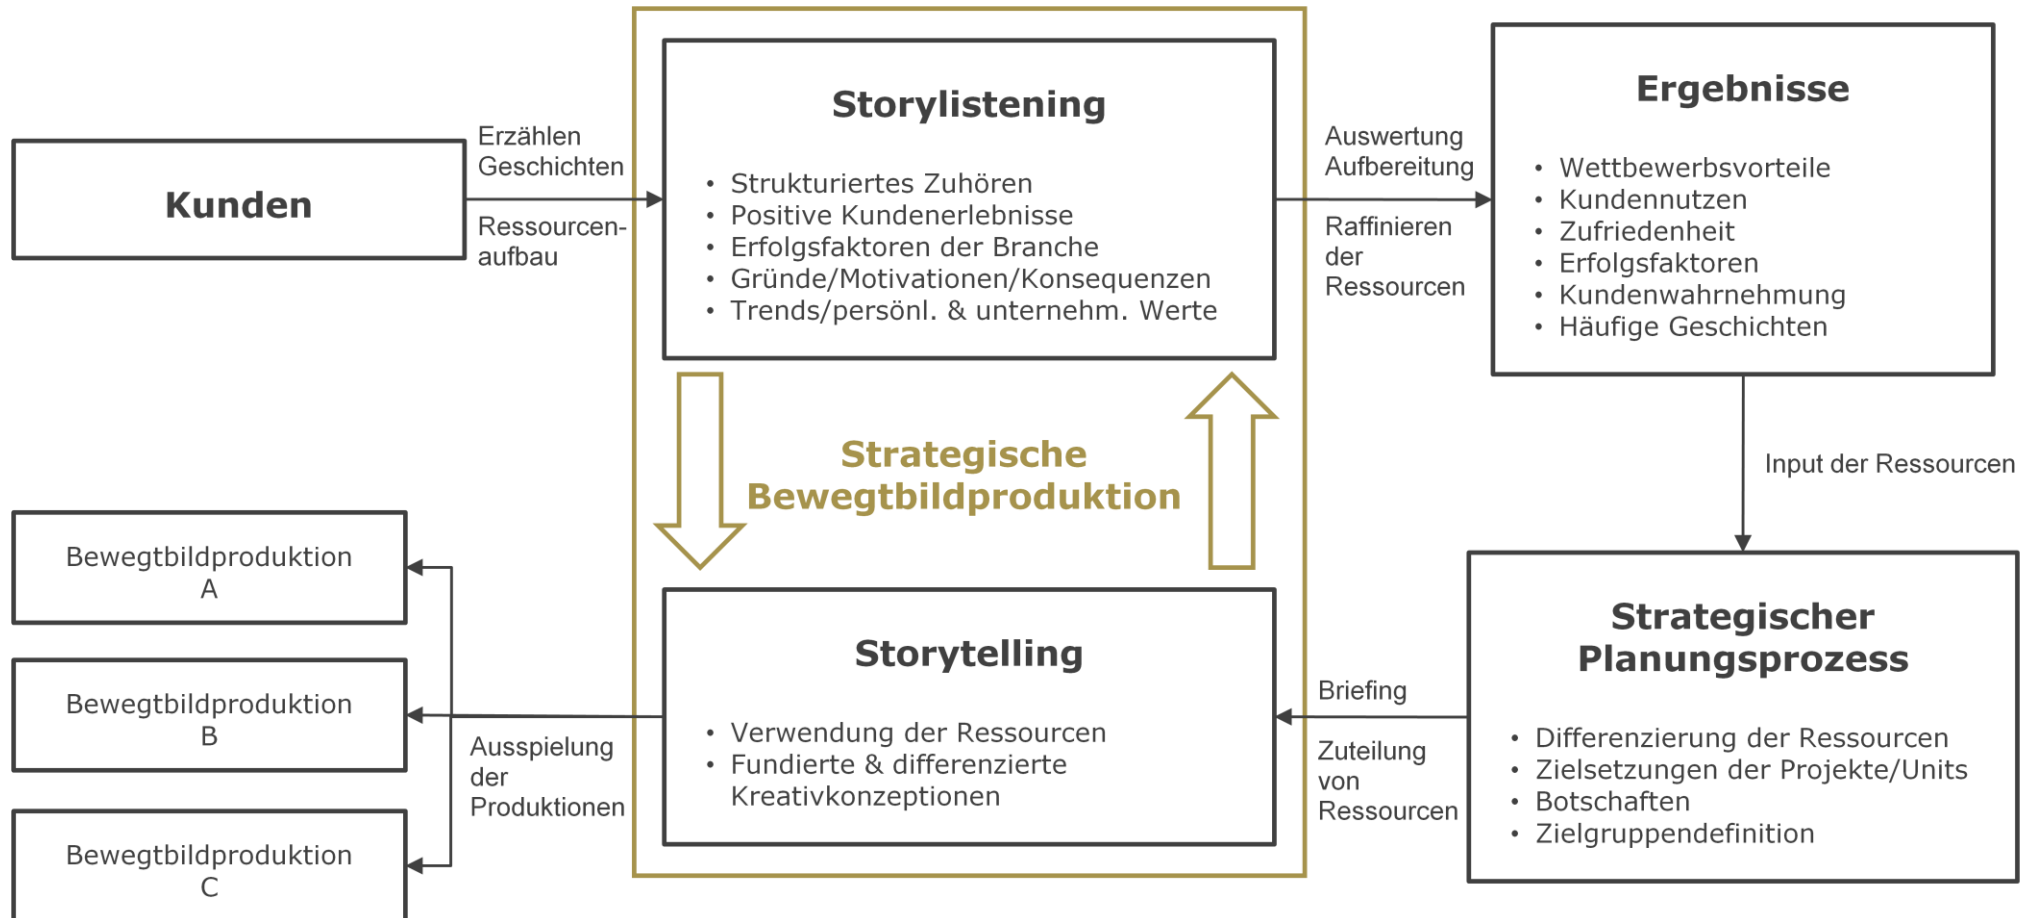 Kunden
Erzählen
Geschichten
Ressourcen-
aufbau
Storylistening
• Strukturiertes Zuhören
• Positive Kundenerlebnisse
• Erfolgsfaktoren der Branche
• Gründe/Motivationen/Konsequenzen
• Trends/persönl. & unternehm. Werte
Auswertung
Aufbereitung
Raffinieren
der
Ressourcen
Ergebnisse
• Wettbewerbsvorteile
• Kundennutzen
• Zufriedenheit
• Erfolgsfaktoren
• Kundenwahrnehmung
• Häufige Geschichten
Input der Ressourcen
Strategischer
Planungsprozess
• Differenzierung der Ressourcen
• Zielsetzungen der Projekte/Units
• Botschaften
• Zielgruppendefinition
Briefing
Zuteilung
von
Ressourcen
Strategische
Bewegtbildproduktion
Storytelling
• Verwendung der Ressourcen
• Fundierte & differenzierte
Kreativkonzeptionen
Ausspielung
der
Produktionen
Bewegtbildproduktion
A
Bewegtbildproduktion
B
Bewegtbildproduktion
C